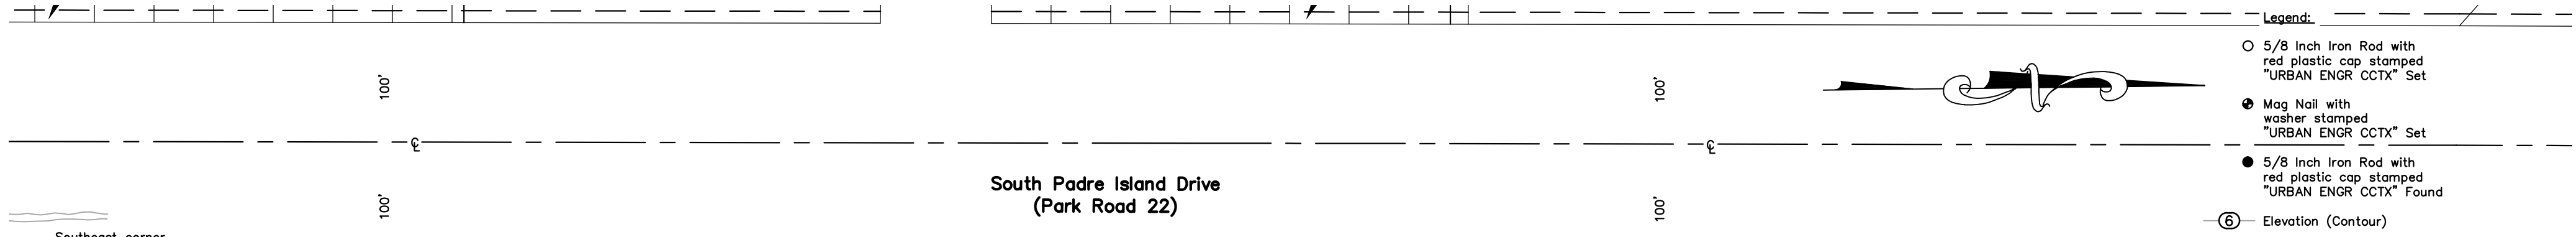 Legend:
5/8 Inch Iron Rod with
red plastic cap stamped
"URBAN ENGR CCTX" Set
Mag Nail with
washer stamped
"URBAN ENGR CCTX" Set
5/8 Inch Iron Rod with
red plastic cap stamped
"URBAN ENGR CCTX" Found
6 Elevation (Contour)
100'
100'
℄
℄
South Padre Island Drive
(Park Road 22)
100'
100'
Southeast corner